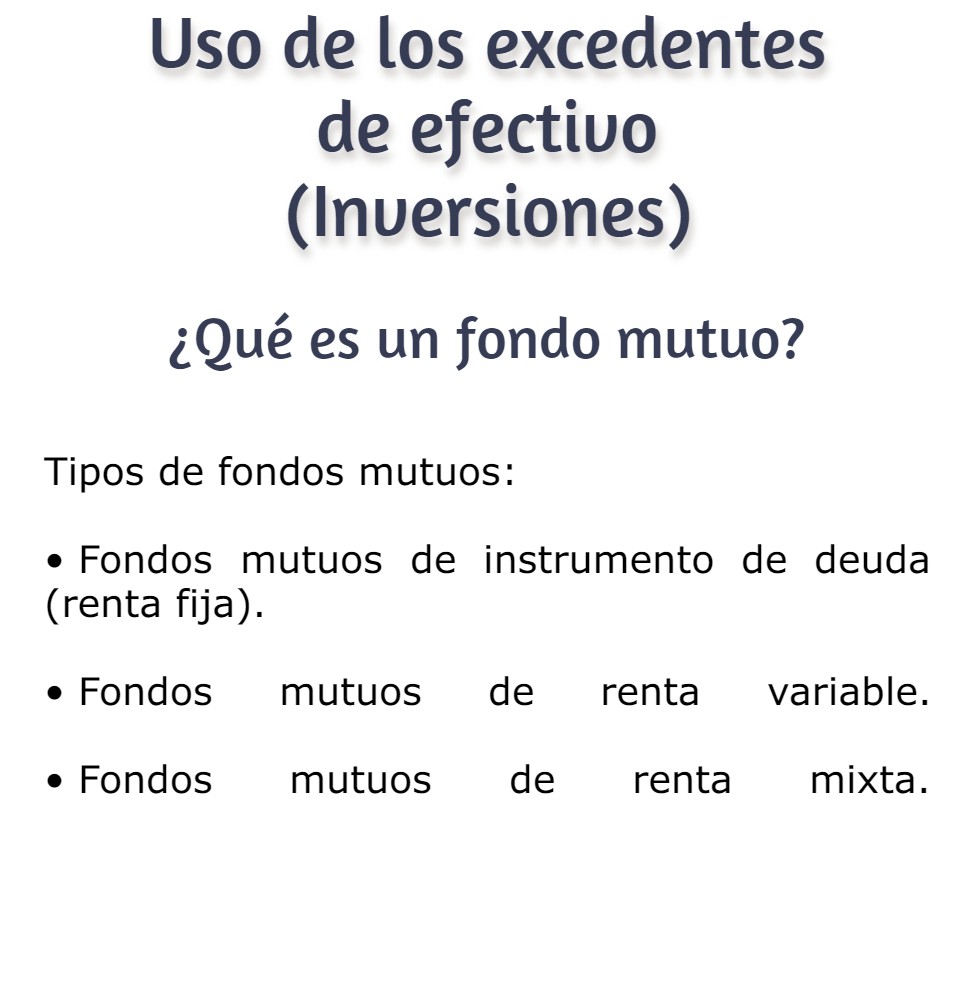 Uso de los excedentes
de efectivo
(Inversiones)
¿Qué es un fondo mutuo?
Tipos de fondos mutuos:
• Fondos mutuos de instrumento de deuda
(renta fija).
• Fondos mutuos de renta variable.
• Fondos mutuos de renta mixta.